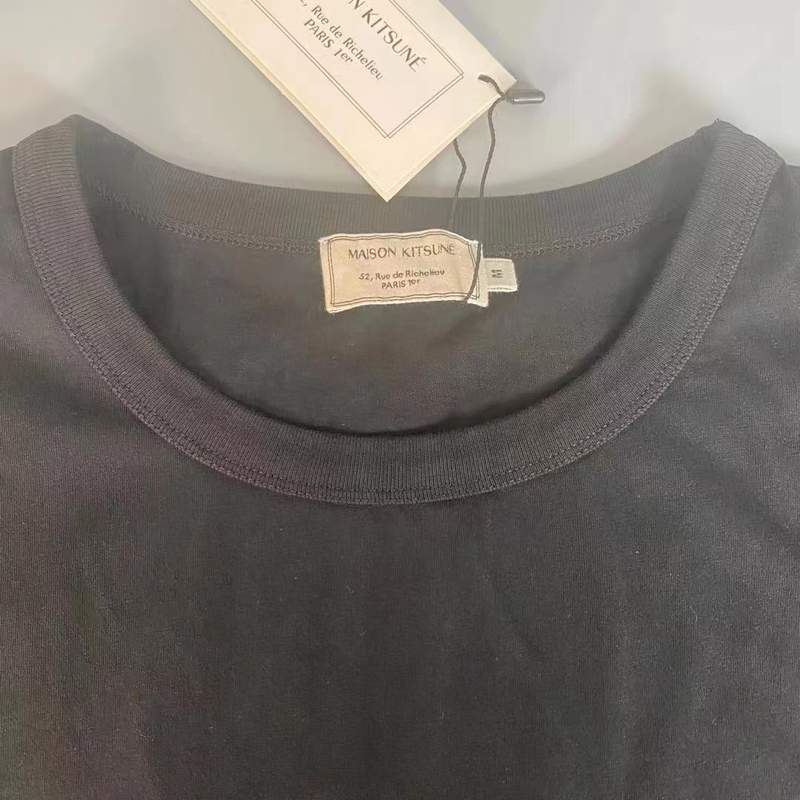 MAISON KITSUNÉ
Rue de Richelieu
PARIS 1er
MAISON KITSUNÉ
52, Rue de Richelieu
PARIS 1er
M